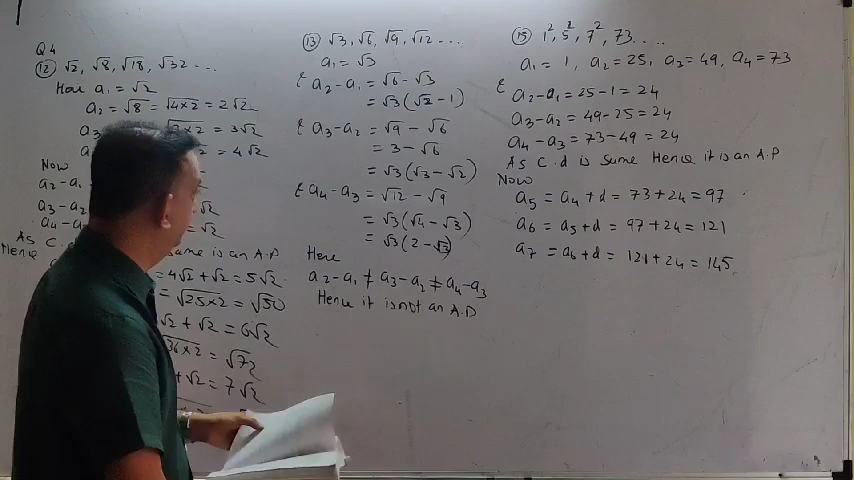 Q4
(12) √2, √8, √18, √32 ...
Here a₁ = √2
a₂ = √8 = √4×2 = 2√2
a₃ ×2 = 3√2
a = 4√2
Now
a₂-a₁
a₃-a₂ √2
a₄-a = √2
As C. same is an A.P
Hence
= 4√2 + √2 = 5√2
= √25×2 = √50
√2 + √2 = 6√2
√36×2 = √72
+ √2 = 7√2
(13) √3, √6, √9, √12 ....
a₁ = √3
& a₂-a₁ = √6-√3
= √3(√2-1)
& a₃-a₂ = √9 - √6
= 3-√6
= √3(√3-√2)
& a₄-a₃ = √12 - √9
= √3(√4-√3)
= √3(2-√3)
Here
a₂-a₁ ≠ a₃-a₂ ≠ a₄-a₃
Hence it is not an A.P
(15) 1², 5², 7², 73, ....
a₁ = 1, a₂ = 25, a₃ = 49, a₄ = 73
& a₂-a₁ = 25-1 = 24
a₃-a₂ = 49-25 = 24
a₄-a₃ = 73-49 = 24
As C.d is same Hence it is an A.P
Now
a₅ = a₄+d = 73+24 = 97
a₆ = a₅+d = 97+24 = 121
a₇ = a₆+d = 121+24 = 145